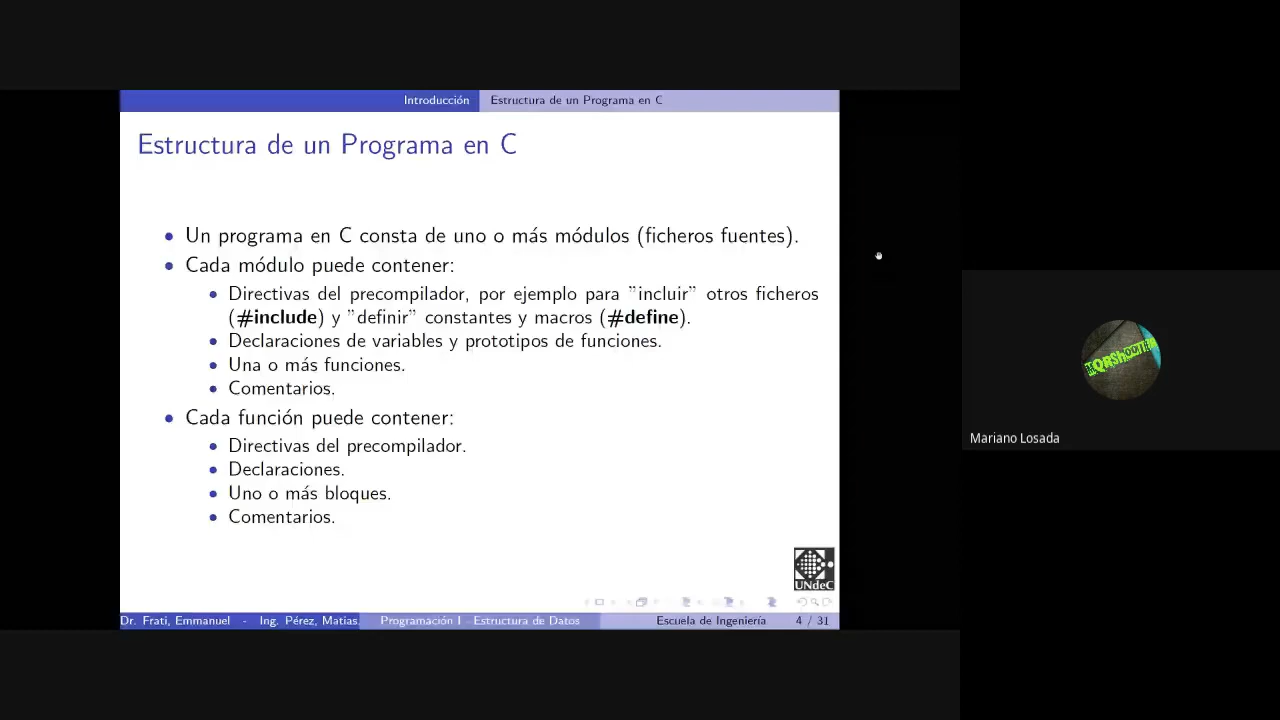 Introducción Estructura de un Programa en C
Estructura de un Programa en C
Un programa en C consta de uno o más módulos (ficheros fuentes).
Cada módulo puede contener:
Directivas del precompilador, por ejemplo para ”incluir” otros ficheros
(#include) y ”definir” constantes y macros (#define).
Declaraciones de variables y prototipos de funciones.
Una o más funciones.
Comentarios.
Cada función puede contener:
Directivas del precompilador.
Declaraciones.
Uno o más bloques.
Comentarios.
UNdeC
Dr. Frati, Emmanuel - Ing. Pérez, Matías. Programación I - Estructura de Datos Escuela de Ingeniería 4 / 31
Mariano Losada